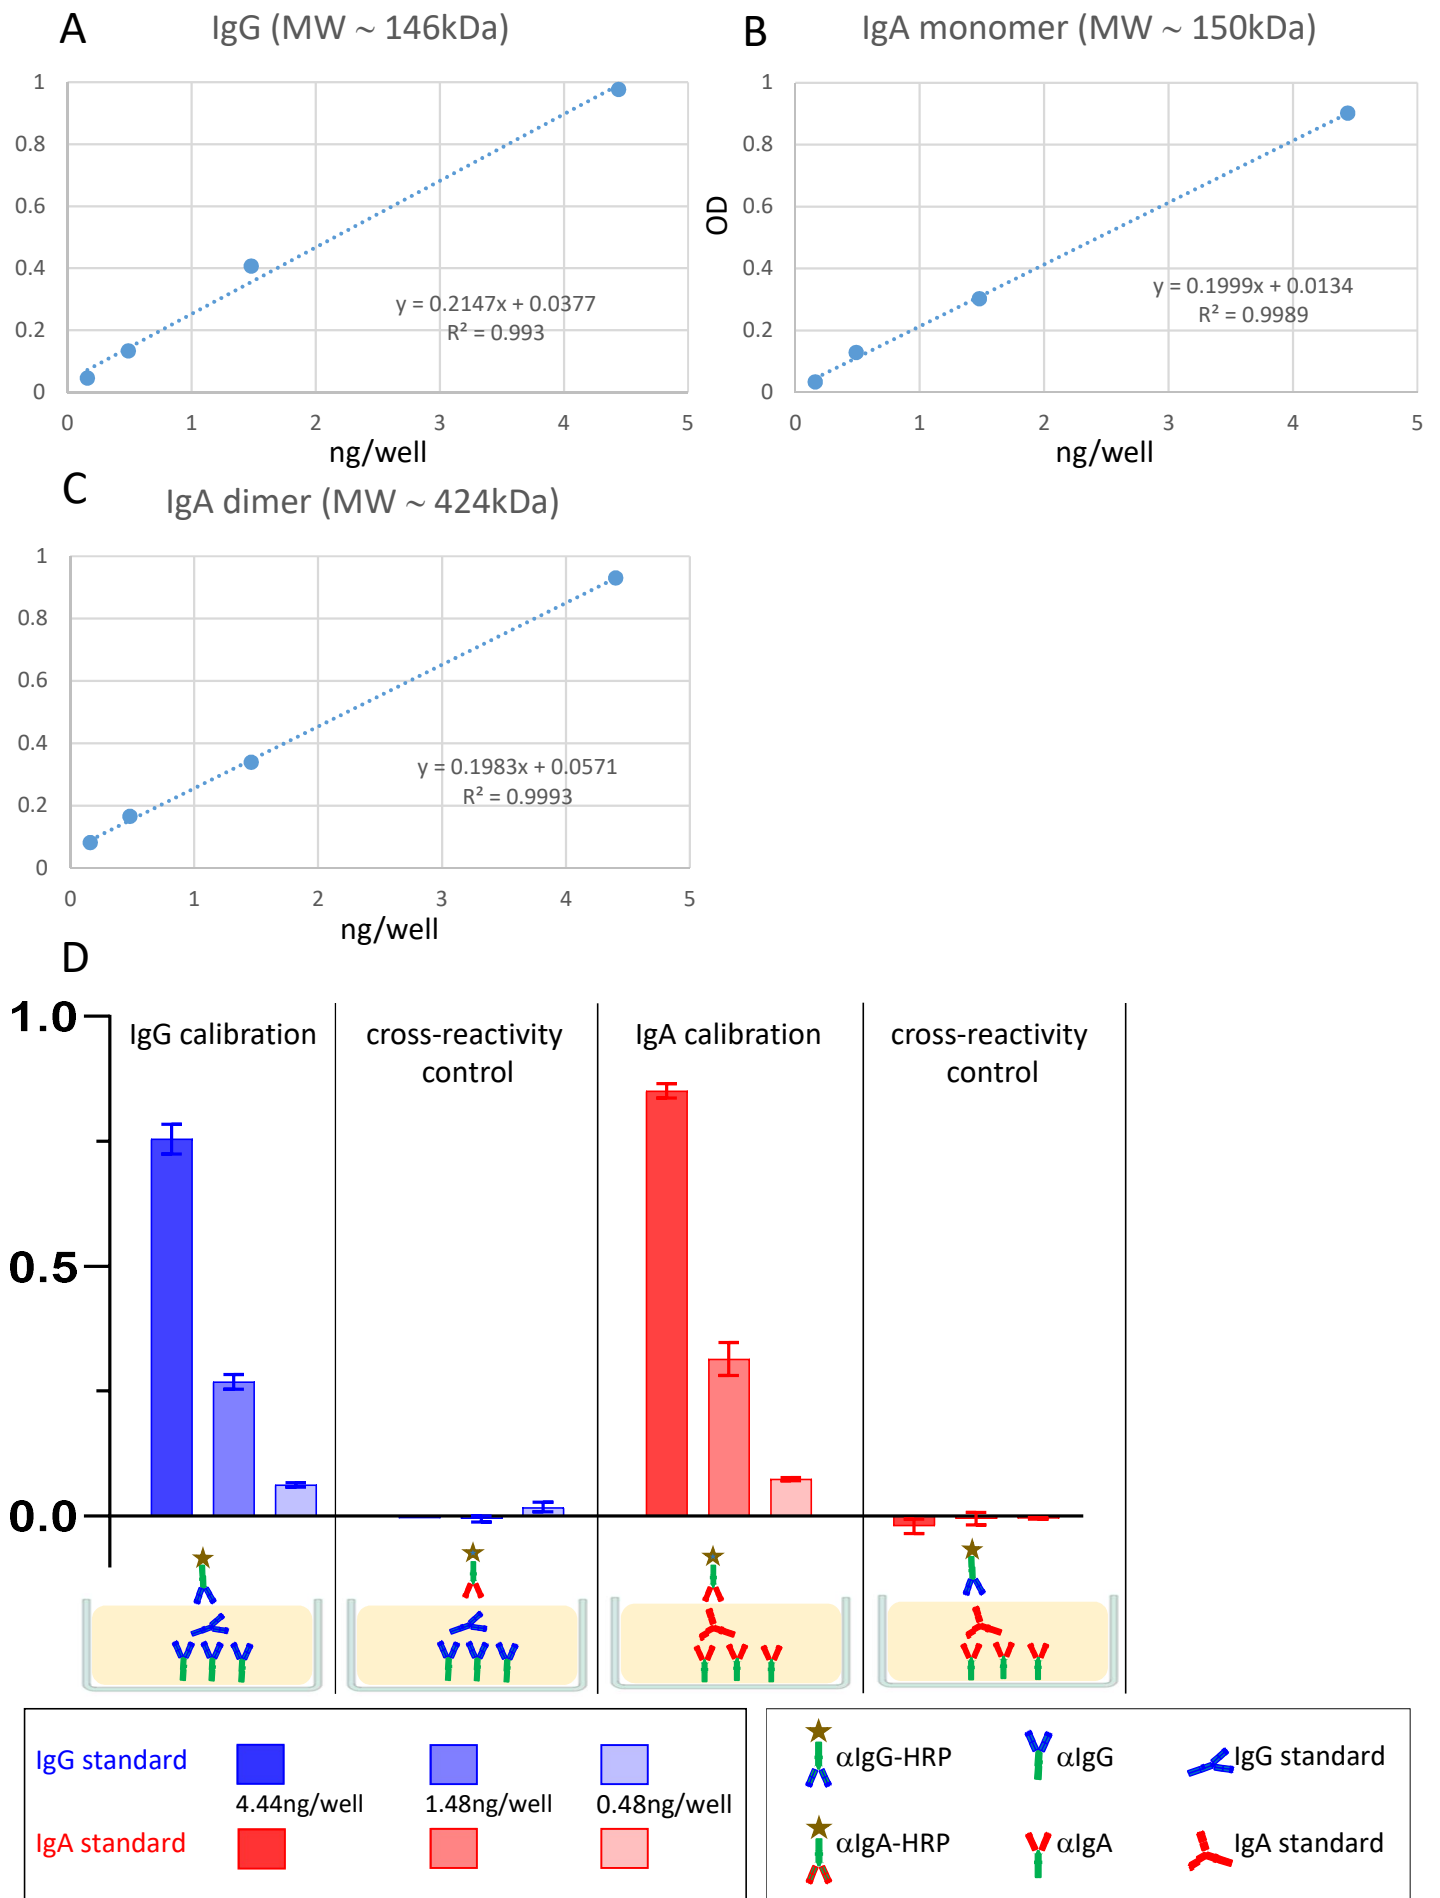 A
IgG (MW ~ 146kDa)
1
0.8
0.6
0.4
0.2
0
y = 0.2147x + 0.0377
R² = 0.993
0 1 2 3 4 5
ng/well
B
IgA monomer (MW ~ 150kDa)
OD
1
0.8
0.6
0.4
0.2
0
y = 0.1999x + 0.0134
R² = 0.9989
0 1 2 3 4 5
ng/well
C
IgA dimer (MW ~ 424kDa)
1
0.8
0.6
0.4
0.2
0
y = 0.1983x + 0.0571
R² = 0.9993
0 1 2 3 4 5
ng/well
D
1.0
0.5
0.0
IgG calibration
cross-reactivity
control
IgA calibration
cross-reactivity
control
IgG standard
4.44ng/well 1.48ng/well 0.48ng/well
IgA standard
αIgG-HRP αIgG IgG standard
αIgA-HRP αIgA IgA standard